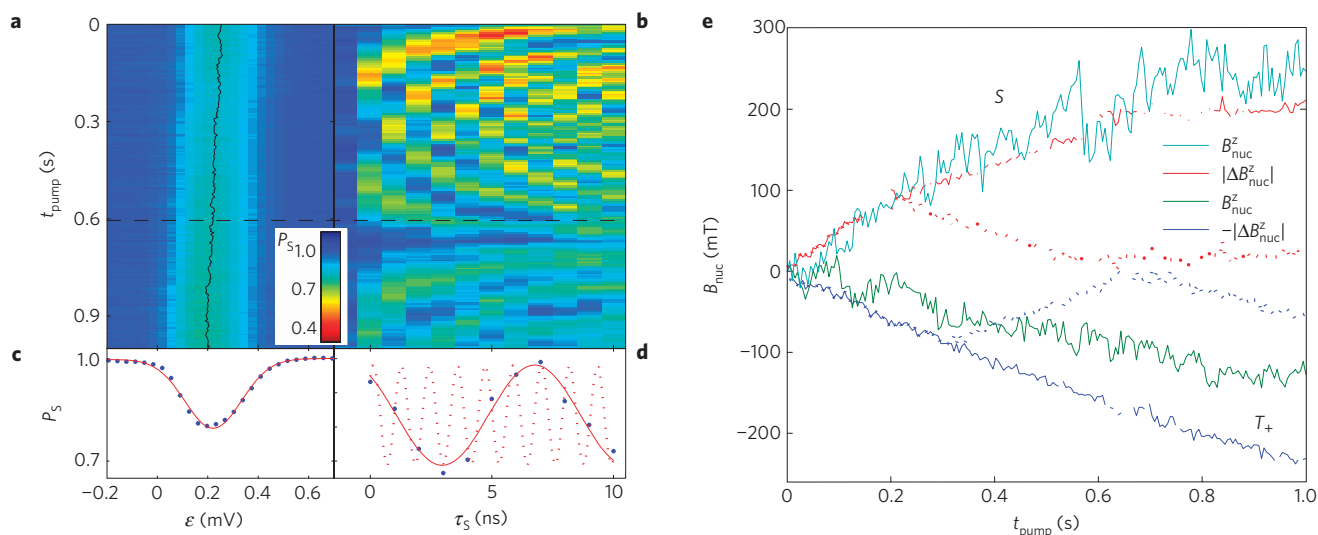 a
b
0
0.3
0.6
0.9
t_pump (s)
P_S
1.0
0.7
0.4
c
d
1.0
0.7
P_S
−0.2 0 0.2 0.4 0.6
0 5 10
ε (mV)
τ_S (ns)
e
300
200
100
0
−100
−200
B_nuc (mT)
S
B^z_nuc
|ΔB^z_nuc|
B^z_nuc
−|ΔB^z_nuc|
T_+
0 0.2 0.4 0.6 0.8 1.0
t_pump (s)